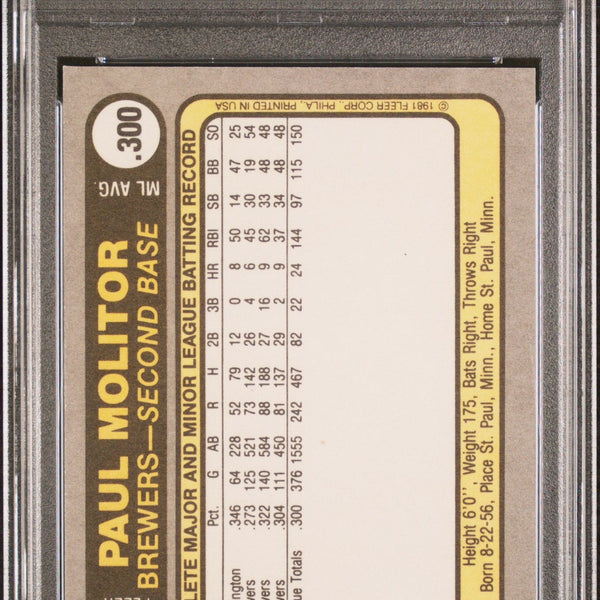 PAUL MOLITOR
BREWERS—SECOND BASE
ML AVG. .300
LETE MAJOR AND MINOR LEAGUE BATTING RECORD
Pct. G AB R H 2B 3B HR RBI SB BB SO
ington .346 64 228 52 79 12 0 8 50 14 47 25
wers .273 125 521 73 142 26 4 6 45 30 19 54
wers .322 140 584 88 188 27 16 9 62 33 48 48
wers .304 111 450 81 137 29 2 9 37 34 48 48
ue Totals .300 376 1555 242 467 82 22 24 144 97 115 150
© 1981 FLEER CORP., PHILA., PRINTED IN USA
Height 6'0", Weight 175, Bats Right, Throws Right
Born 8-22-56, Place St. Paul, Minn., Home St. Paul, Minn.